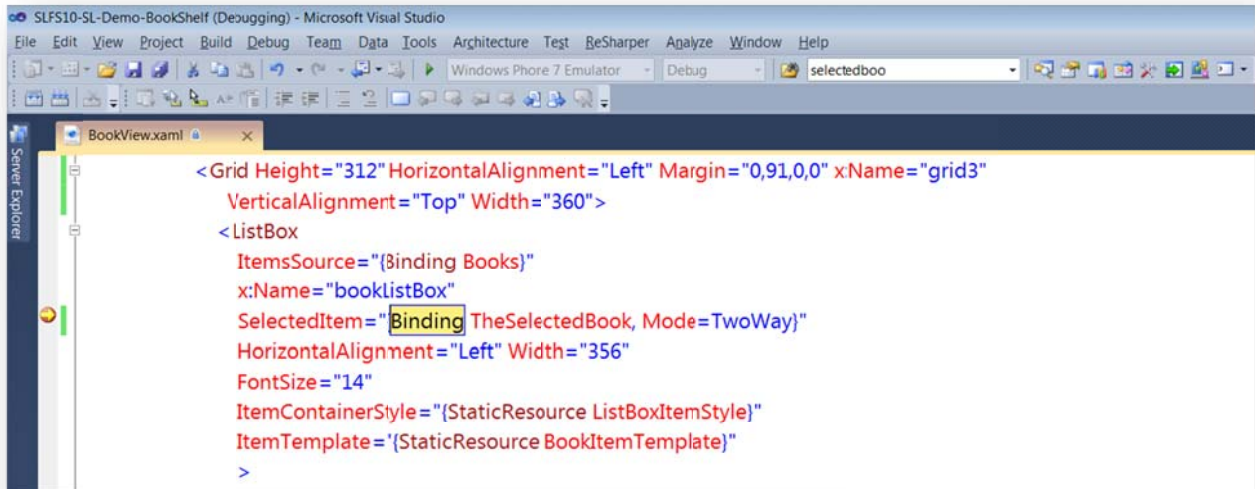 SLFS10-SL-Demo-BookShelf (Debugging) - Microsoft Visual Studio
File Edit View Project Build Debug Team Data Tools Architecture Test ReSharper Analyze Window Help
Windows Phone 7 Emulator Debug selectedboo
BookView.xaml
Server Explorer
<Grid Height="312" HorizontalAlignment="Left" Margin="0,91,0,0" x:Name="grid3"
VerticalAlignment="Top" Width="360">
<ListBox
ItemsSource="{Binding Books}"
x:Name="bookListBox"
SelectedItem="{Binding TheSelectedBook, Mode=TwoWay}"
HorizontalAlignment="Left" Width="356"
FontSize="14"
ItemContainerStyle="{StaticResource ListBoxItemStyle}"
ItemTemplate="{StaticResource BookItemTemplate}"
>